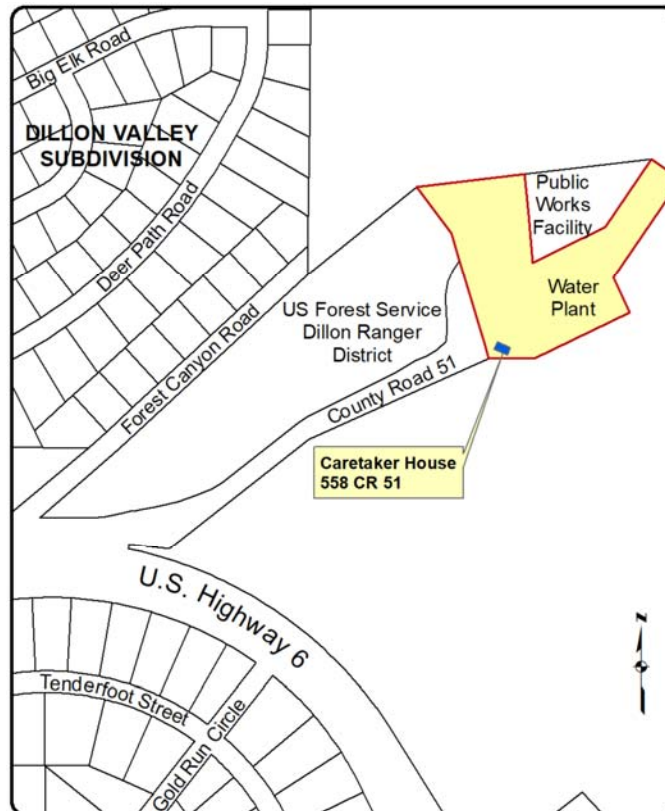 Big Elk Road
DILLON VALLEY
SUBDIVISION
Deer Path Road
Public
Works
Facility
Water
Plant
US Forest Service
Dillon Ranger
District
Forest Canyon Road
County Road 51
Caretaker House
558 CR 51
U.S. Highway 6
Tenderfoot Street
Gold Run Circle
N